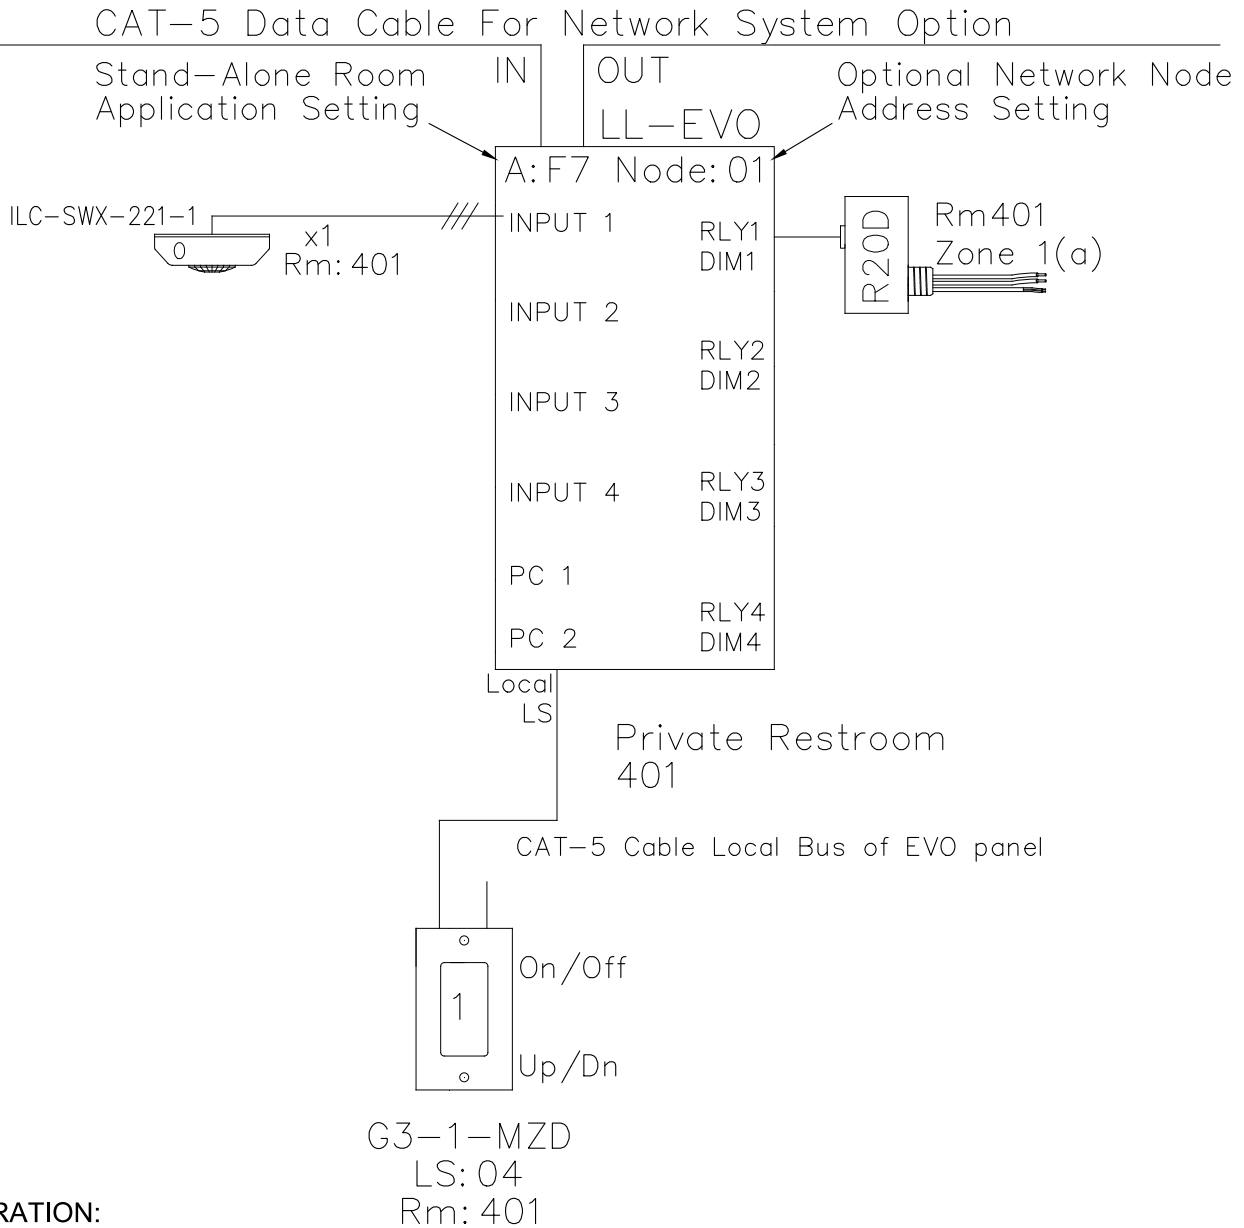 CAT-5 Data Cable For Network System Option
Stand-Alone Room
Application Setting
IN
OUT
Optional Network Node
Address Setting
LL-EVO
A: F7 Node: 01
ILC-SWX-221-1
0
x1
Rm: 401
INPUT 1
RLY1
DIM1
R20D
Rm401
Zone 1(a)
INPUT 2
RLY2
DIM2
INPUT 3
INPUT 4
RLY3
DIM3
PC 1
PC 2
RLY4
DIM4
Local
LS
Private Restroom
401
CAT-5 Cable Local Bus of EVO panel
On/Off
1
Up/Dn
G3-1-MZD
LS: 04
Rm: 401
RATION: